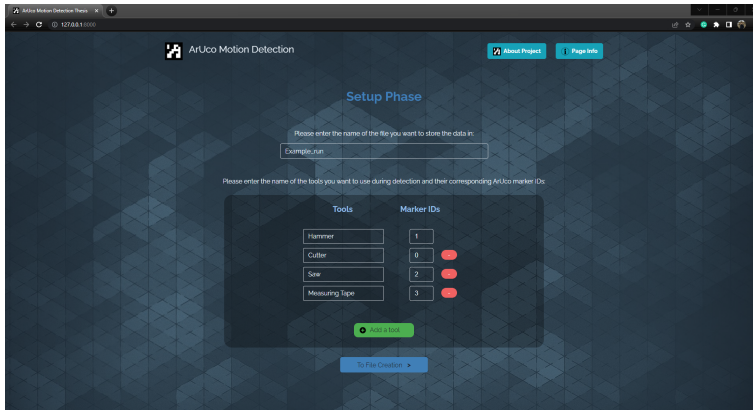 ArUco Motion Detection Thesis
127.0.0.1:8000
ArUco Motion Detection
About Project
Page Info
Setup Phase
Please enter the name of the file you want to store the data in:
Example_run
Please enter the name of the tools you want to use during detection and their corresponding ArUco marker IDs:
Tools Marker IDs
Hammer 1
Cutter 0 -
Saw 2 -
Measuring Tape 3 -
Add a tool
To File Creation